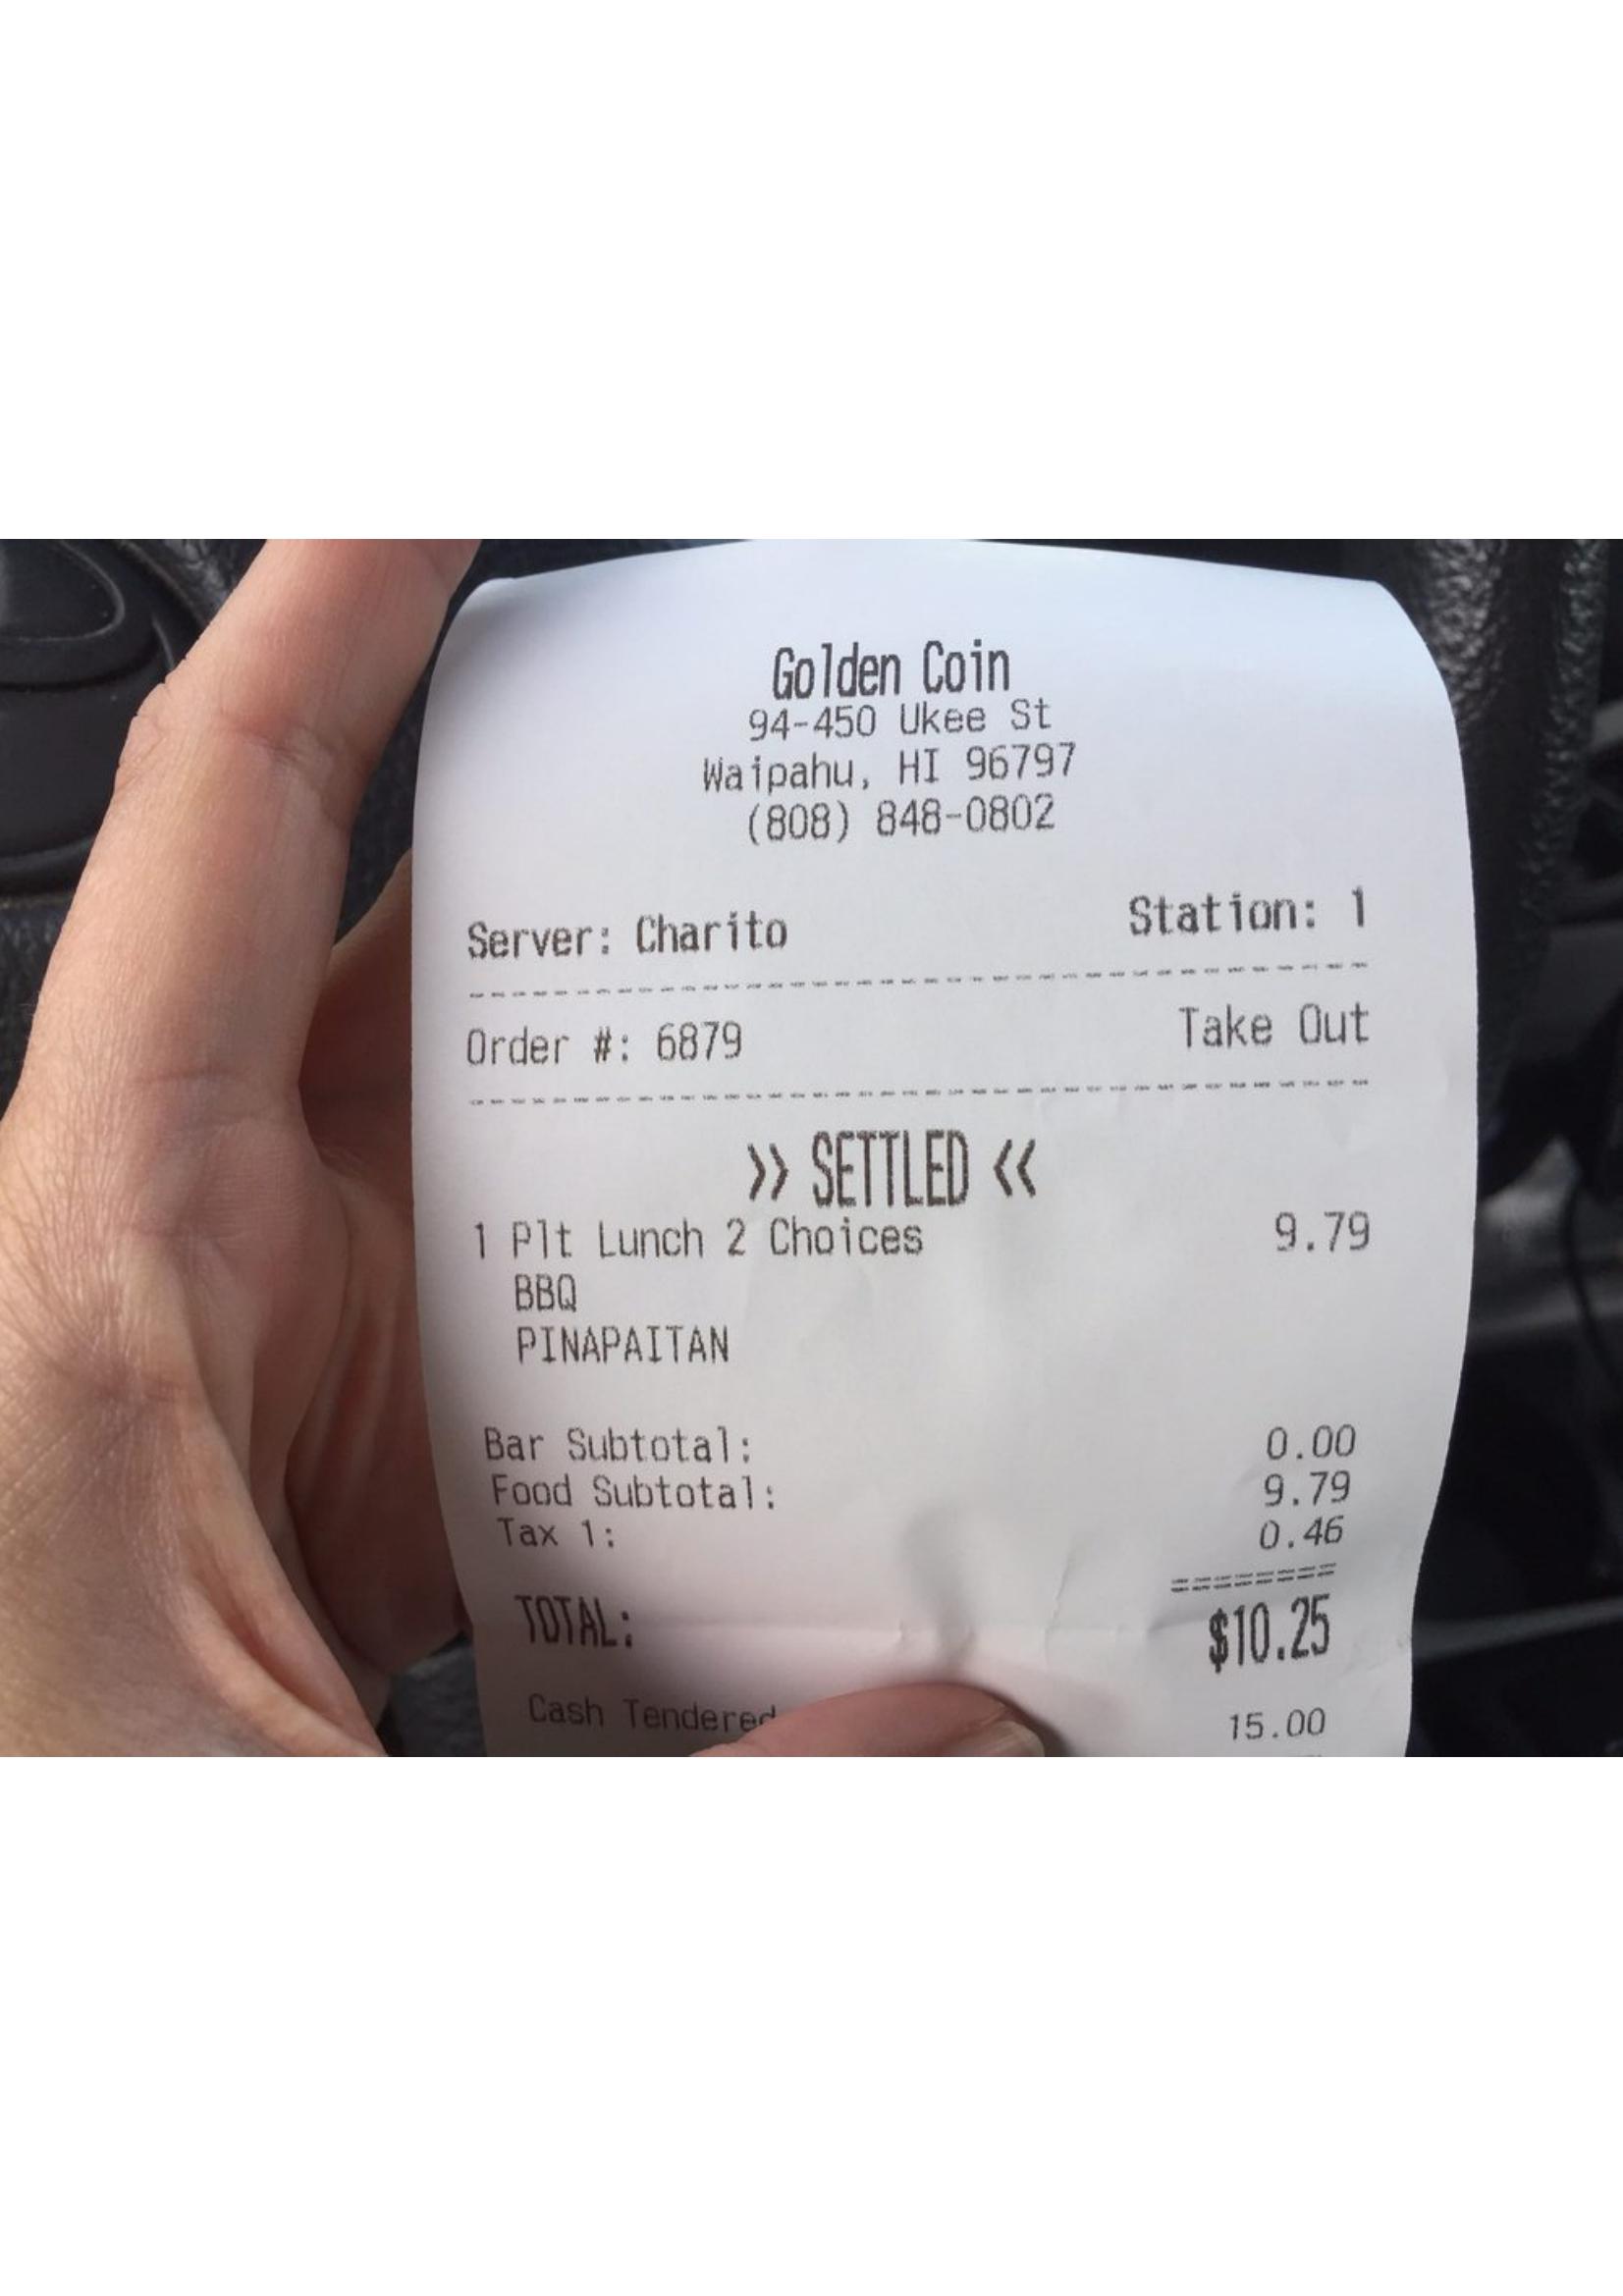 Golden Coin
94-450 Ukee St
Waipahu, HI 96797
(808) 848-0802
Server: Charito Station: 1
Order #: 6879 Take Out
>> SETTLED <<
1 Plt Lunch 2 Choices 9.79
BBQ
PINAPAITAN
Bar Subtotal: 0.00
Food Subtotal: 9.79
Tax 1: 0.46
TOTAL: $10.25
Cash Tendered 15.00